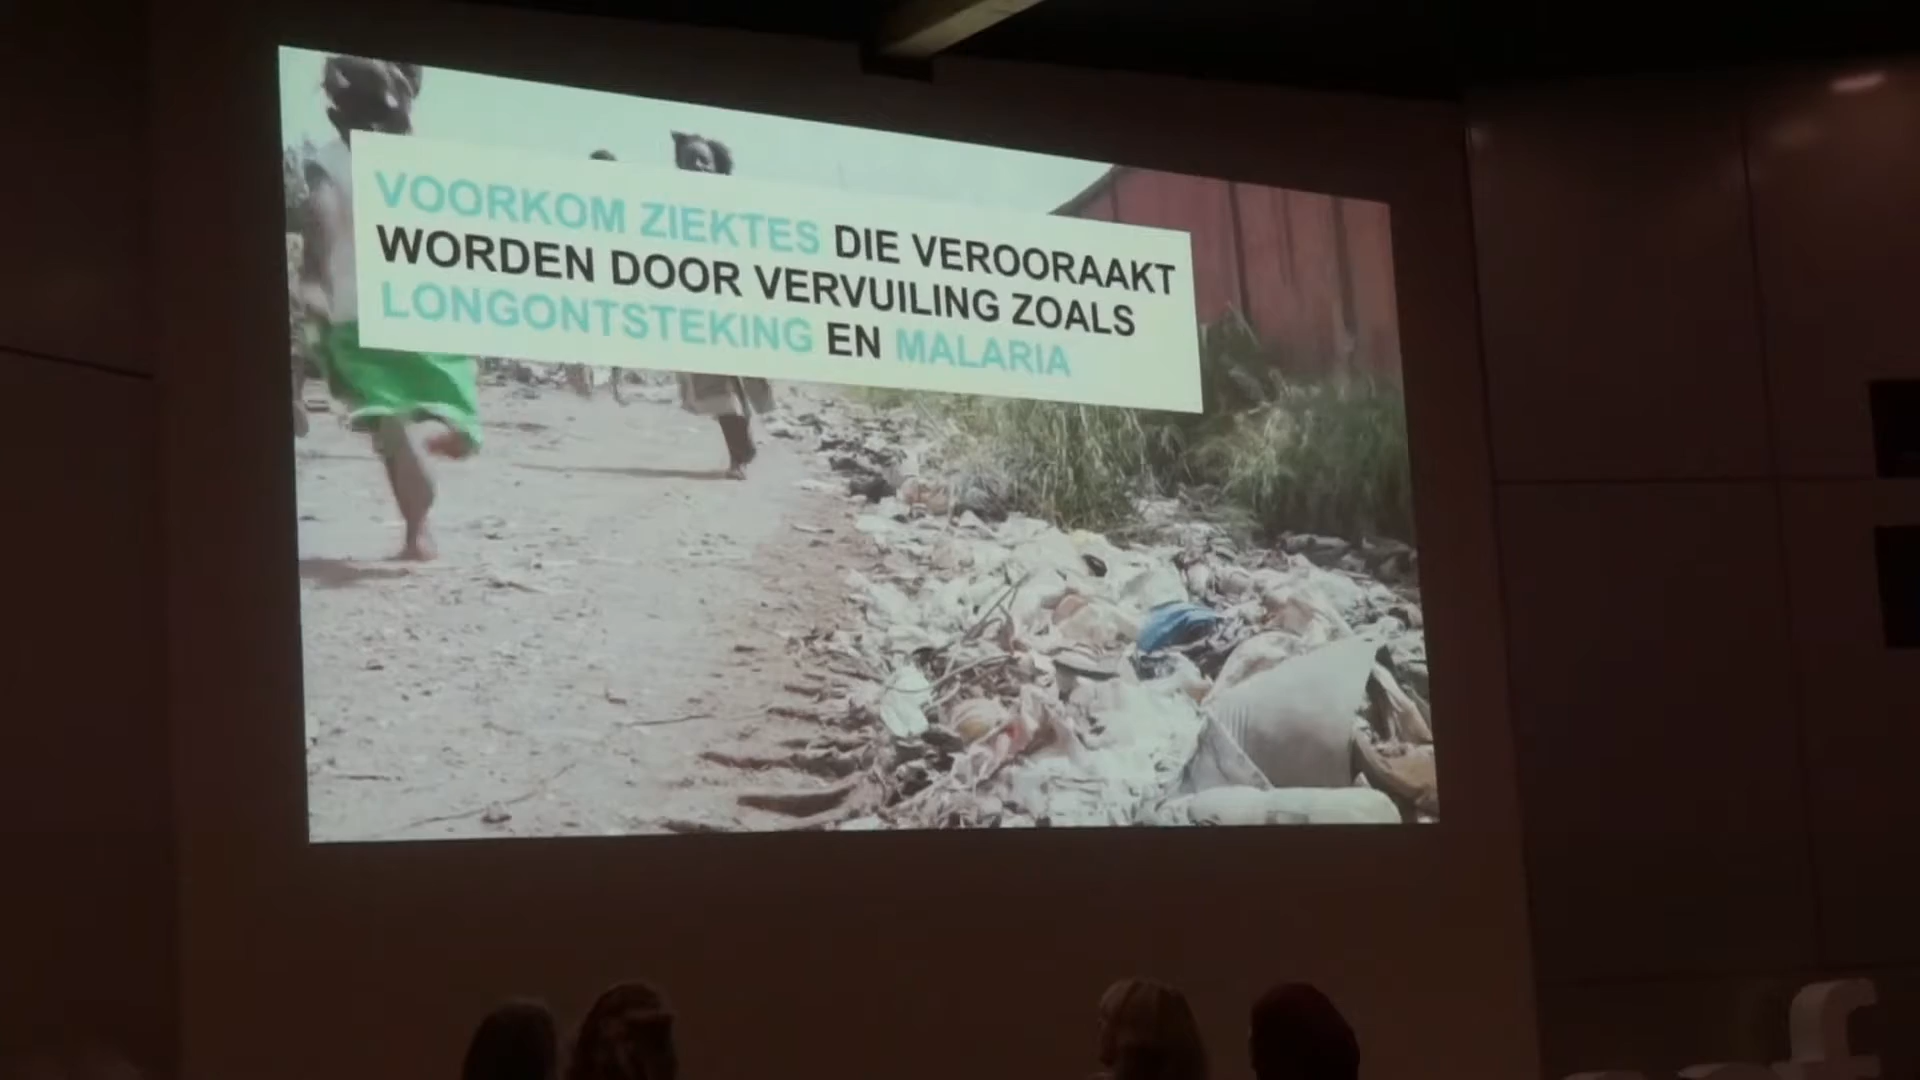 VOORKOM ZIEKTES DIE VEROORAAKT
WORDEN DOOR VERVUILING ZOALS
LONGONTSTEKING EN MALARIA